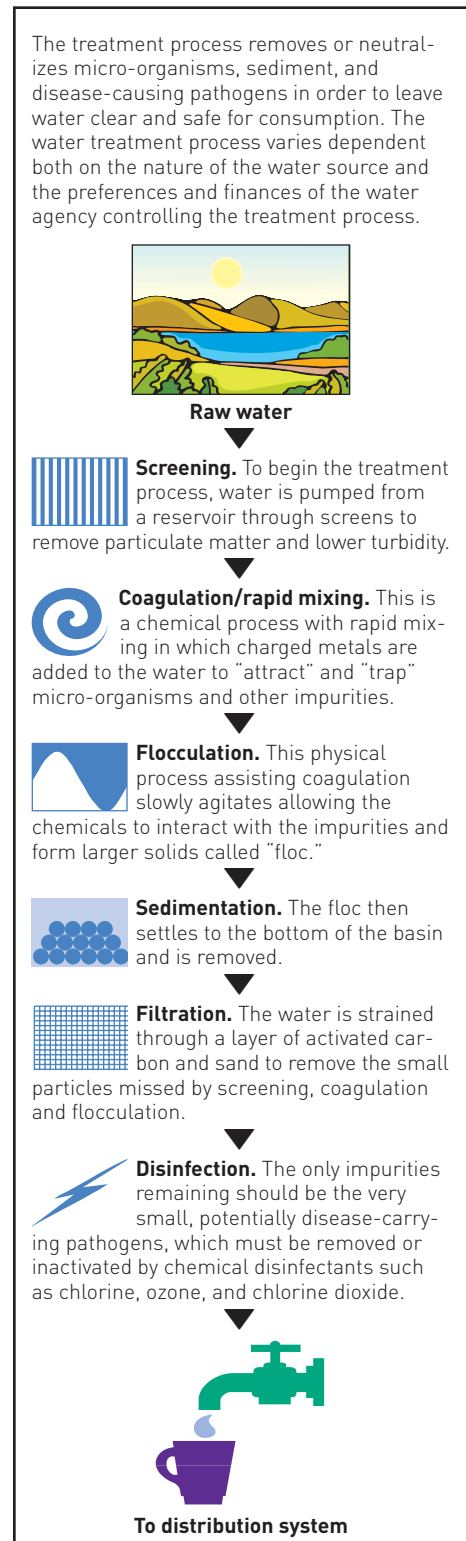 The treatment process removes or neutral-
izes micro-organisms, sediment, and
disease-causing pathogens in order to leave
water clear and safe for consumption. The
water treatment process varies dependent
both on the nature of the water source and
the preferences and finances of the water
agency controlling the treatment process.
Raw water
Screening. To begin the treatment
process, water is pumped from
a reservoir through screens to
remove particulate matter and lower turbidity.
Coagulation/rapid mixing. This is
a chemical process with rapid mix-
ing in which charged metals are
added to the water to “attract” and “trap”
micro-organisms and other impurities.
Flocculation. This physical
process assisting coagulation
slowly agitates allowing the
chemicals to interact with the impurities and
form larger solids called “floc.”
Sedimentation. The floc then
settles to the bottom of the basin
and is removed.
Filtration. The water is strained
through a layer of activated car-
bon and sand to remove the small
particles missed by screening, coagulation
and flocculation.
Disinfection. The only impurities
remaining should be the very
small, potentially disease-carry-
ing pathogens, which must be removed or
inactivated by chemical disinfectants such
as chlorine, ozone, and chlorine dioxide.
To distribution system